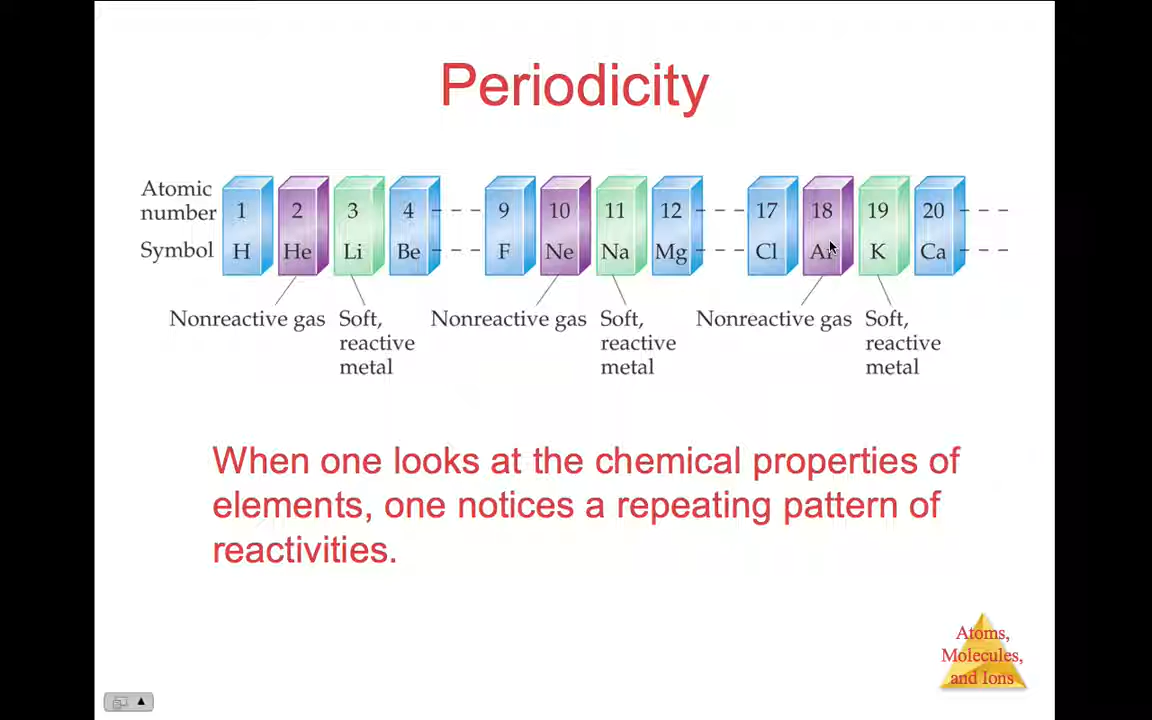 Periodicity
Atomic number 1 2 3 4 9 10 11 12 17 18 19 20
Symbol H He Li Be F Ne Na Mg Cl Ar K Ca
Nonreactive gas
Soft,
reactive
metal
Nonreactive gas
Soft,
reactive
metal
Nonreactive gas
Soft,
reactive
metal
When one looks at the chemical properties of
elements, one notices a repeating pattern of
reactivities.
Atoms,
Molecules,
and Ions